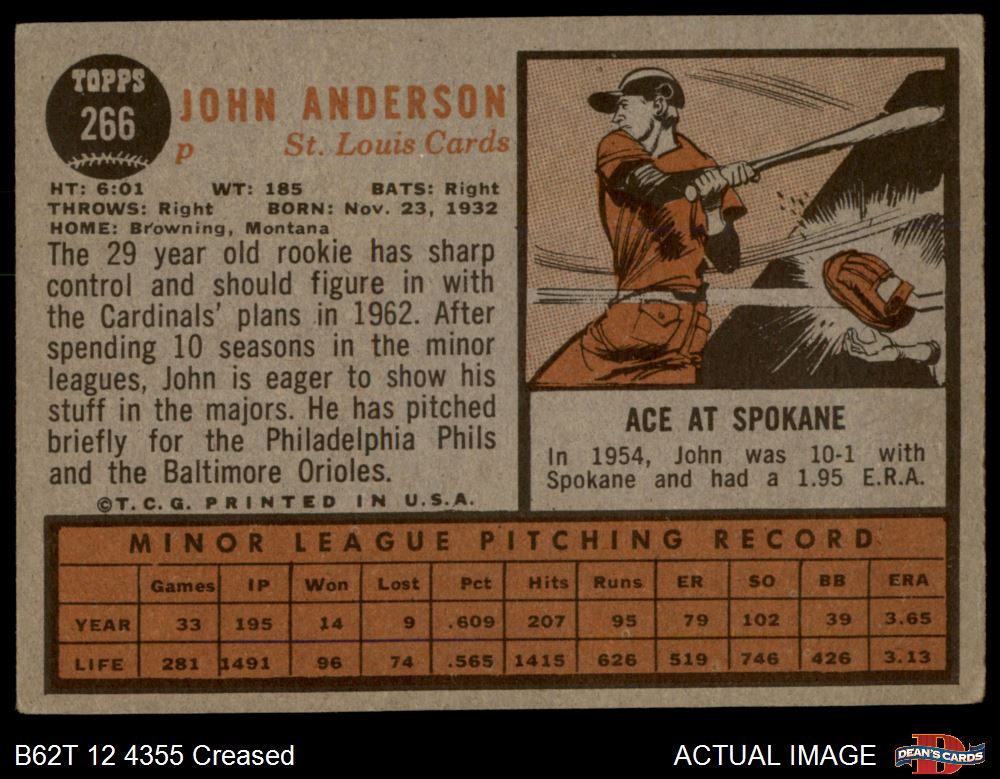 TOPPS
266
JOHN ANDERSON
p St. Louis Cards
HT: 6:01 WT: 185 BATS: Right
THROWS: Right BORN: Nov. 23, 1932
HOME: Browning, Montana
The 29 year old rookie has sharp
control and should figure in with
the Cardinals' plans in 1962. After
spending 10 seasons in the minor
leagues, John is eager to show his
stuff in the majors. He has pitched
briefly for the Philadelphia Phils
and the Baltimore Orioles.
©T.C.G. PRINTED IN U.S.A.
ACE AT SPOKANE
In 1954, John was 10-1 with
Spokane and had a 1.95 E.R.A.
MINOR LEAGUE PITCHING RECORD
Games IP Won Lost Pct Hits Runs ER SO BB ERA
YEAR 33 195 14 9 .609 207 95 79 102 39 3.65
LIFE 281 1491 96 74 .565 1415 626 519 746 426 3.13
B62T 12 4355 Creased
ACTUAL IMAGE
DEAN'S CARDS